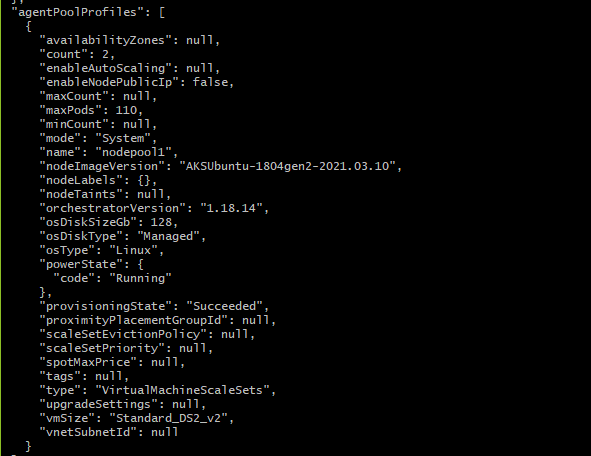 },
"agentPoolProfiles": [
{
"availabilityZones": null,
"count": 2,
"enableAutoScaling": null,
"enableNodePublicIp": false,
"maxCount": null,
"maxPods": 110,
"minCount": null,
"mode": "System",
"name": "nodepool1",
"nodeImageVersion": "AKSUbuntu-1804gen2-2021.03.10",
"nodeLabels": {},
"nodeTaints": null,
"orchestratorVersion": "1.18.14",
"osDiskSizeGb": 128,
"osDiskType": "Managed",
"osType": "Linux",
"powerState": {
"code": "Running"
},
"provisioningState": "Succeeded",
"proximityPlacementGroupId": null,
"scaleSetEvictionPolicy": null,
"scaleSetPriority": null,
"spotMaxPrice": null,
"tags": null,
"type": "VirtualMachineScaleSets",
"upgradeSettings": null,
"vmSize": "Standard_DS2_v2",
"vnetSubnetId": null
}